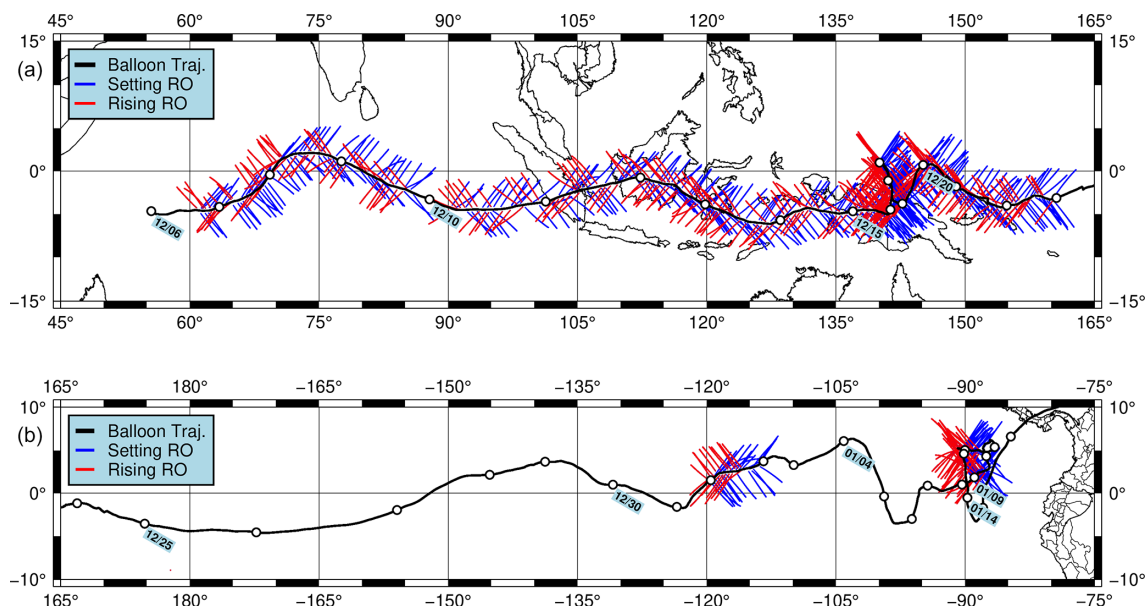 45° 60° 75° 90° 105° 120° 135° 150° 165°
15° 15°
(a)
Balloon Traj.
Setting RO
Rising RO
0° 0°
12/06
12/10
12/15
12/20
−15° −15°
45° 60° 75° 90° 105° 120° 135° 150° 165°
165° 180° −165° −150° −135° −120° −105° −90° −75°
10° 10°
(b)
Balloon Traj.
Setting RO
Rising RO
0° 0°
12/25
12/30
01/04
01/09
01/14
−10° −10°
165° 180° −165° −150° −135° −120° −105° −90° −75°